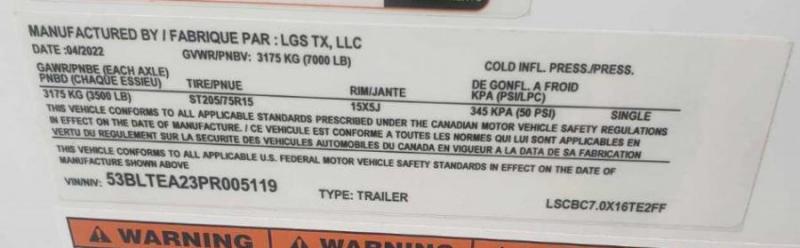 MANUFACTURED BY / FABRIQUE PAR : LGS TX, LLC
DATE :04/2022 GVWR/PNBV: 3175 KG (7000 LB) COLD INFL. PRESS./PRESS.
GAWR/PNBE (EACH AXLE) DE GONFL. A FROID
PNBD (CHAQUE ESSIEU) TIRE/PNUE RIM/JANTE KPA (PSI/LPC)
3175 KG (3500 LB) ST205/75R15 15X5J 345 KPA (50 PSI) SINGLE
THIS VEHICLE CONFORMS TO ALL APPLICABLE STANDARDS PRESCRIBED UNDER THE CANADIAN MOTOR VEHICLE SAFETY REGULATIONS
IN EFFECT ON THE DATE OF MANUFACTURE. / CE VEHICULE EST CONFORME A TOUTES LES NORMES QUI LUI SONT APPLICABLES EN
VERTU DU REGULEMENT SUR LA SECURITE DES VEHICULES AUTOMOBILES DU CANADA EN VIGUEUR A LA DATA DE SA FABRICATION
THIS VEHICLE CONFORMS TO ALL APPLICABLE U.S. FEDERAL MOTOR VEHICLE SAFETY STANDARDS IN EFFECT ON THE DATE OF
MANUFACTURE SHOWN ABOVE
VIN/NIV: 53BLTEA23PR005119 TYPE: TRAILER LSCBC7.0X16TE2FF
WARNING WARNING